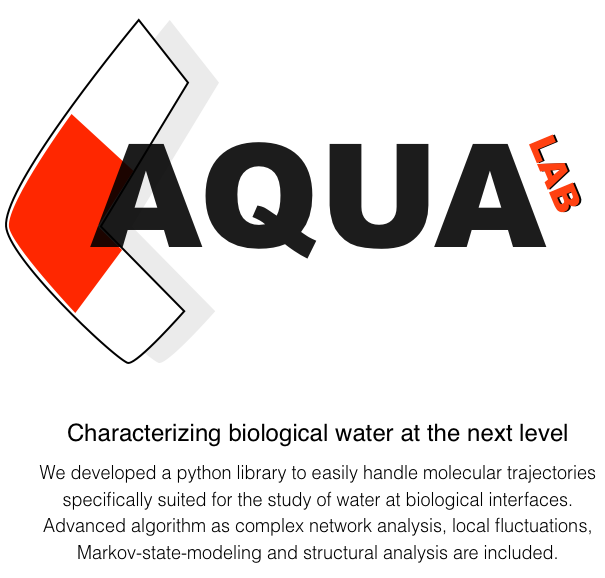 AQUA LAB
Characterizing biological water at the next level
We developed a python library to easily handle molecular trajectories
specifically suited for the study of water at biological interfaces.
Advanced algorithm as complex network analysis, local fluctuations,
Markov-state-modeling and structural analysis are included.